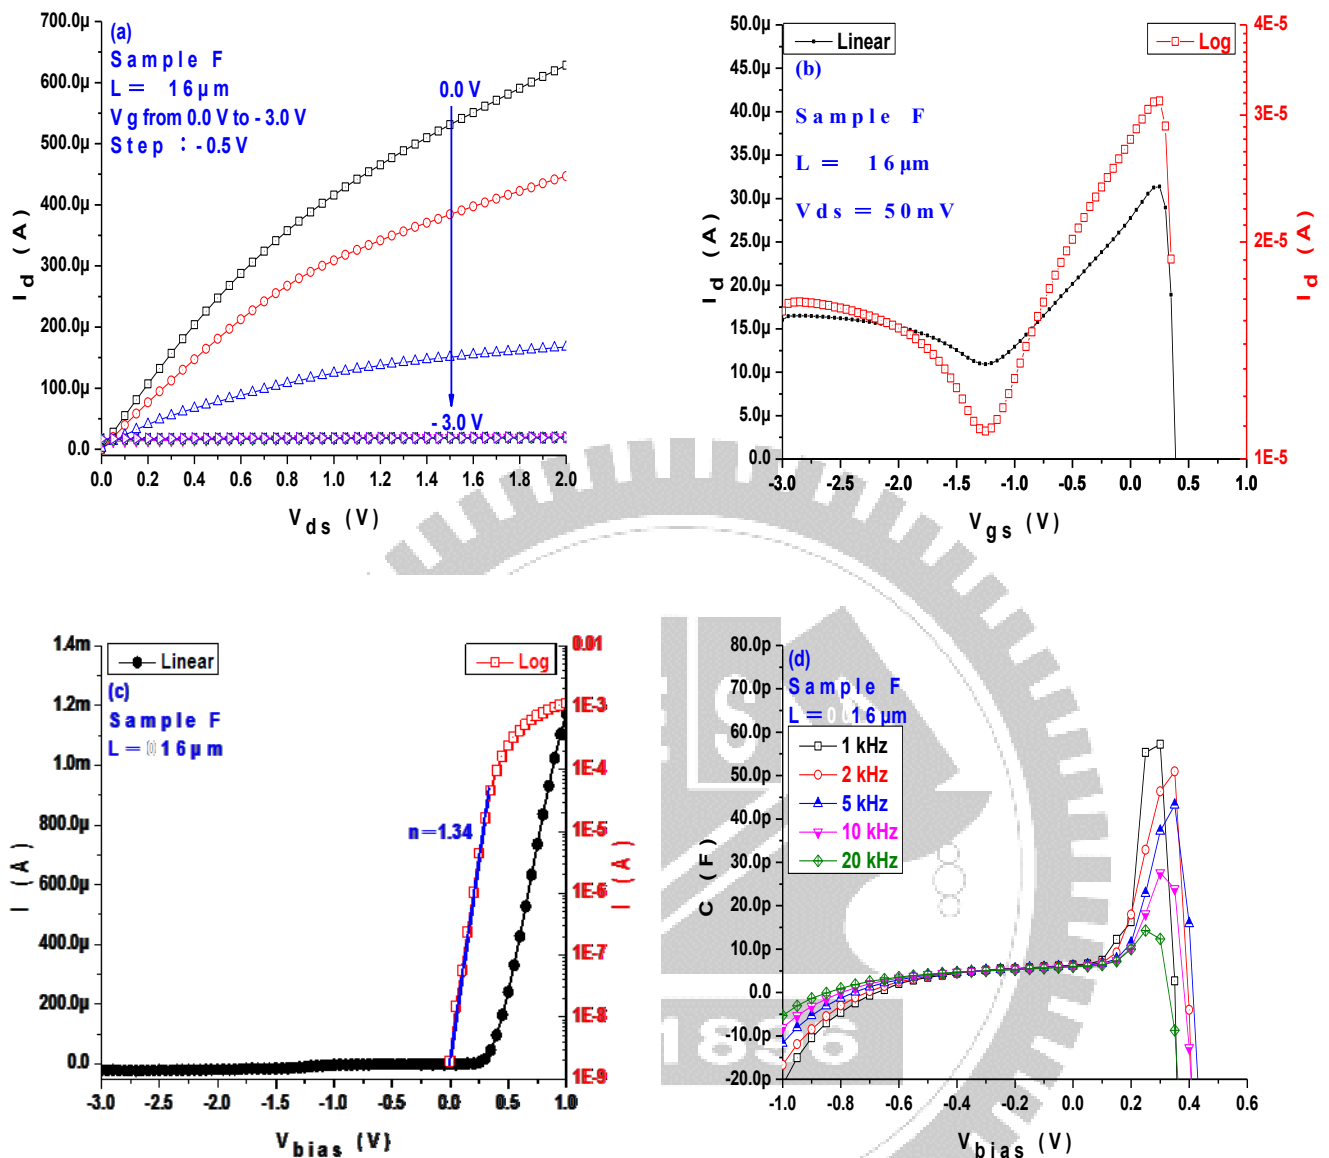 700.0µ
600.0µ
500.0µ
400.0µ
300.0µ
200.0µ
100.0µ
0.0
I_d (A)
(a)
Sample F
L = 16µm
Vg from 0.0 V to -3.0 V
Step : -0.5 V
0.0 V
-3.0 V
0.0 0.2 0.4 0.6 0.8 1.0 1.2 1.4 1.6 1.8 2.0
V_ds (V)
50.0µ
45.0µ
40.0µ
35.0µ
30.0µ
25.0µ
20.0µ
15.0µ
10.0µ
5.0µ
0.0
I_d (A)
Linear
Log
(b)
Sample F
L = 16µm
Vds = 50mV
4E-5
3E-5
2E-5
1E-5
I_d (A)
-3.0 -2.5 -2.0 -1.5 -1.0 -0.5 0.0 0.5 1.0
V_gs (V)
1.4m
1.2m
1.0m
800.0µ
600.0µ
400.0µ
200.0µ
0.0
I (A)
Linear
Log
(c)
Sample F
L = 16µm
n=1.34
0.01
1E-3
1E-4
1E-5
1E-6
1E-7
1E-8
1E-9
I (A)
-3.0 -2.5 -2.0 -1.5 -1.0 -0.5 0.0 0.5 1.0
V_bias (V)
80.0p
70.0p
60.0p
50.0p
40.0p
30.0p
20.0p
10.0p
0.0
-10.0p
-20.0p
C (F)
(d)
Sample F
L = 16µm
1 kHz
2 kHz
5 kHz
10 kHz
20 kHz
-1.0 -0.8 -0.6 -0.4 -0.2 0.0 0.2 0.4 0.6
V_bias (V)
1896